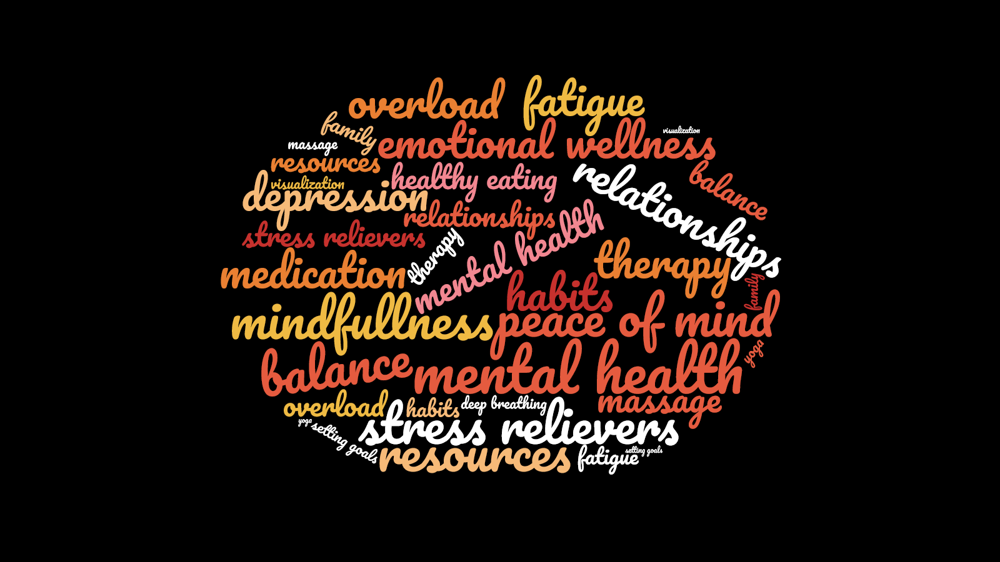 overload
fatigue
family
visualization
massage
emotional wellness
resources
healthy eating
relationships
balance
visualization
depression
relationships
stress relievers
therapy
mental health
therapy
medication
habits
family
mindfullness
peace of mind
balance
mental health
yoga
overload
habits
deep breathing
massage
yoga
setting goals
stress relievers
resources
fatigue
setting goals